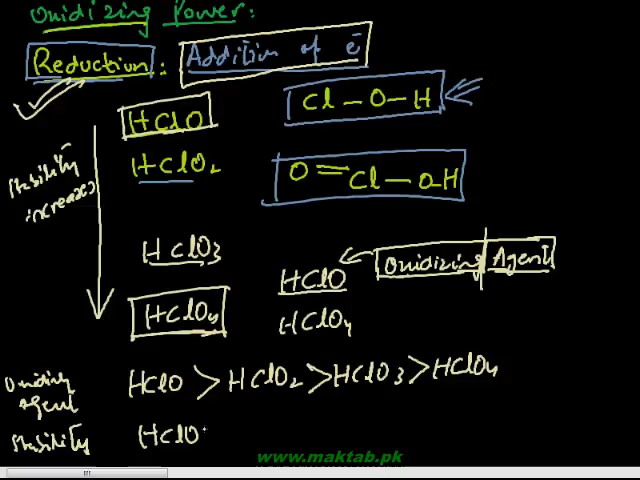 Oxidizing Power:
Reduction: Addition of e⁻
HClO Cl – O – H
HClO₂ O = Cl – OH
Stability increases
HClO₃
HClO Oxidizing Agent
HClO₄ HClO₄
Oxidizing Agent HClO > HClO₂ > HClO₃ > HClO₄
Stability HClO
www.maktab.pk